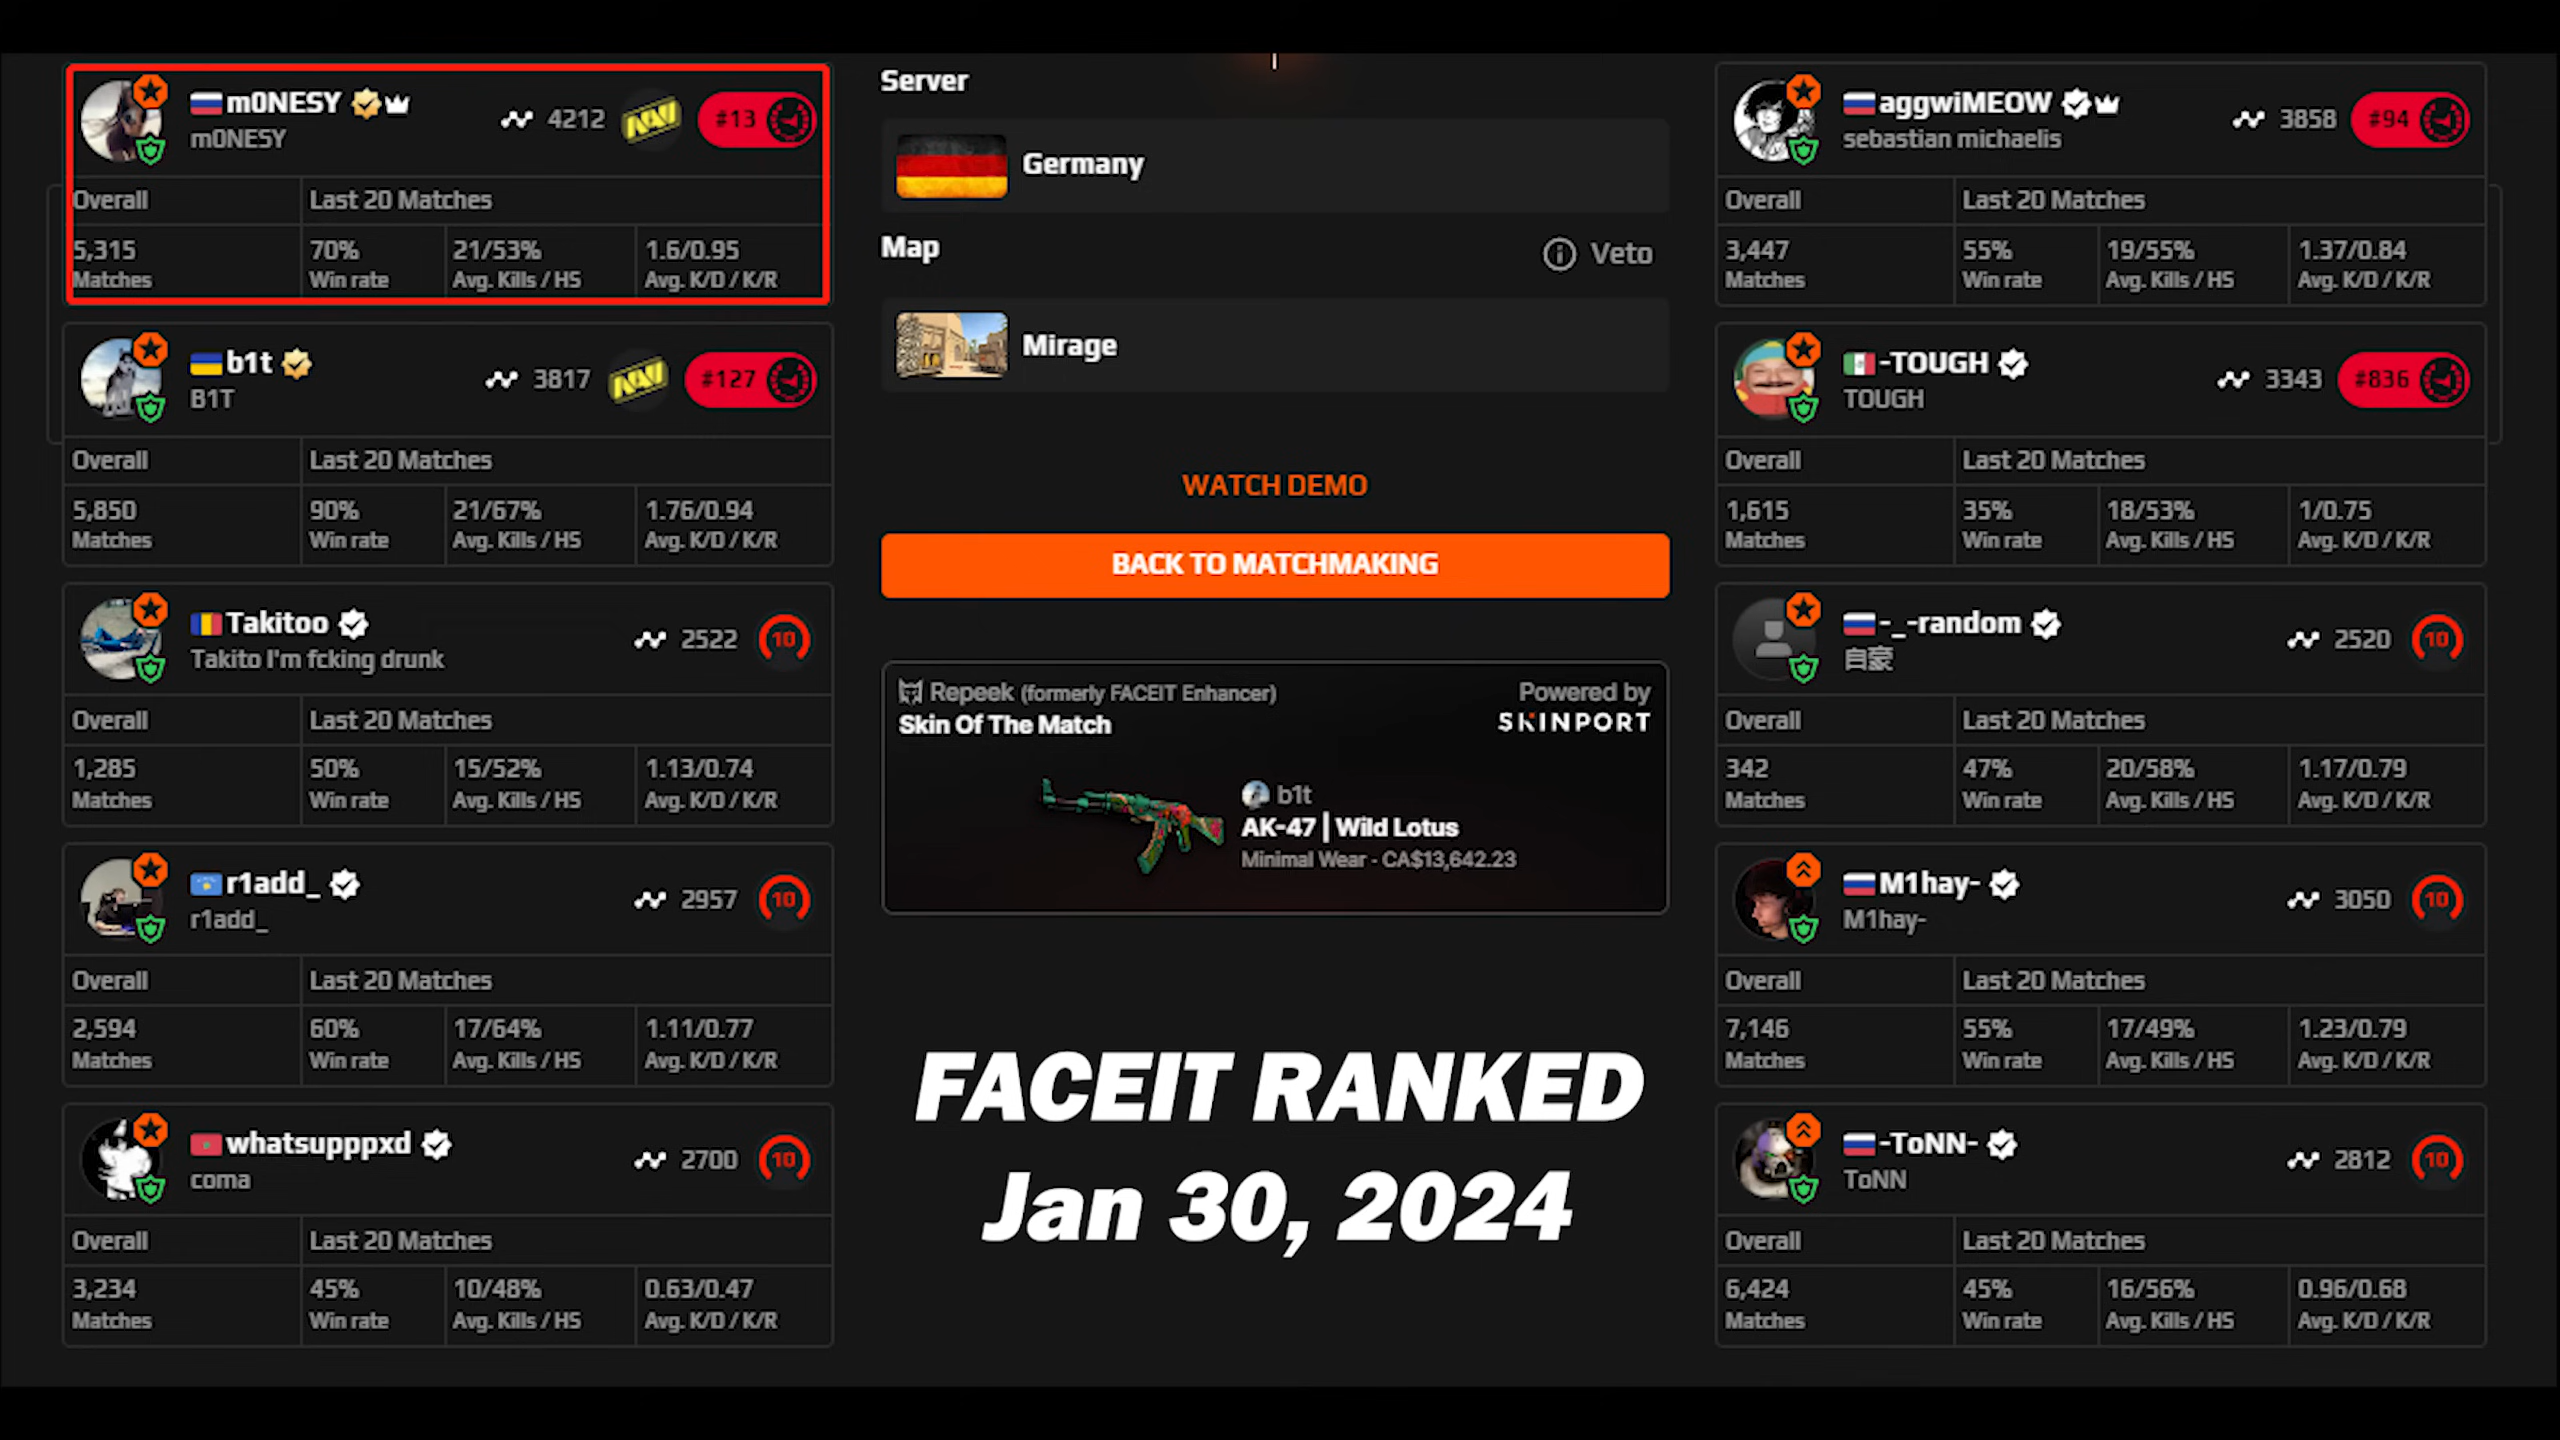 m0NESY
m0NESY
4212
NAVI
#13
Overall
Last 20 Matches
5,315
Matches
70%
Win rate
21/53%
Avg. Kills / HS
1.6/0.95
Avg. K/D / K/R
b1t
B1T
3817
NAVI
#127
Overall
Last 20 Matches
5,850
Matches
90%
Win rate
21/67%
Avg. Kills / HS
1.76/0.94
Avg. K/D / K/R
Takitoo
Takito I'm fcking drunk
2522
10
Overall
Last 20 Matches
1,285
Matches
50%
Win rate
15/52%
Avg. Kills / HS
1.13/0.74
Avg. K/D / K/R
r1add_
r1add_
2957
10
Overall
Last 20 Matches
2,594
Matches
60%
Win rate
17/64%
Avg. Kills / HS
1.11/0.77
Avg. K/D / K/R
whatsupppxd
coma
2700
10
Overall
Last 20 Matches
3,234
Matches
45%
Win rate
10/48%
Avg. Kills / HS
0.63/0.47
Avg. K/D / K/R
Server
Germany
Map
Veto
Mirage
WATCH DEMO
BACK TO MATCHMAKING
Repeek (formerly FACEIT Enhancer)
Powered by
Skin Of The Match
SKINPORT
b1t
AK-47 | Wild Lotus
Minimal Wear - CA$13,642.23
FACEIT RANKED
Jan 30, 2024
aggwiMEOW
sebastian michaelis
3858
#94
Overall
Last 20 Matches
3,447
Matches
55%
Win rate
19/55%
Avg. Kills / HS
1.37/0.84
Avg. K/D / K/R
-TOUGH
TOUGH
3343
#836
Overall
Last 20 Matches
1,615
Matches
35%
Win rate
18/53%
Avg. Kills / HS
1/0.75
Avg. K/D / K/R
-_-random
自豪
2520
10
Overall
Last 20 Matches
342
Matches
47%
Win rate
20/58%
Avg. Kills / HS
1.17/0.79
Avg. K/D / K/R
M1hay-
M1hay-
3050
10
Overall
Last 20 Matches
7,146
Matches
55%
Win rate
17/49%
Avg. Kills / HS
1.23/0.79
Avg. K/D / K/R
-ToNN-
ToNN
2812
10
Overall
Last 20 Matches
6,424
Matches
45%
Win rate
16/56%
Avg. Kills / HS
0.96/0.68
Avg. K/D / K/R